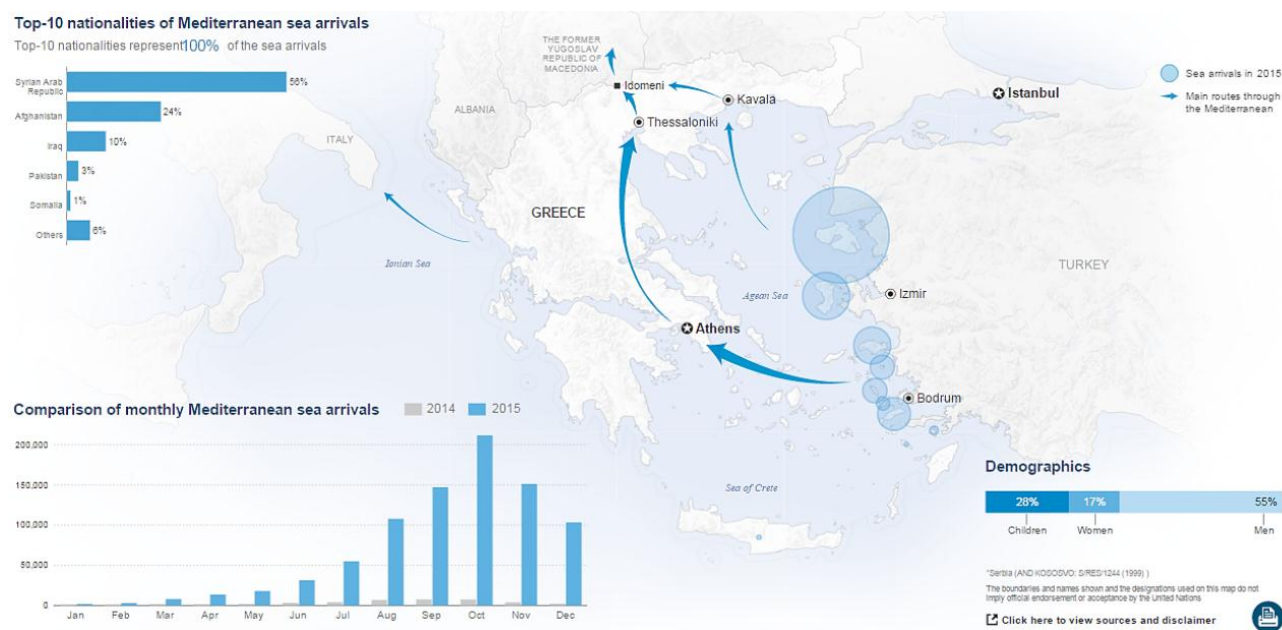 Top-10 nationalities of Mediterranean sea arrivals
Top-10 nationalities represent100% of the sea arrivals
Syrian Arab
Republic
56%
Afghanistan
24%
Iraq
10%
Pakistan
3%
Somalia
1%
Others
6%
THE FORMER
YUGOSLAV
REPUBLIC OF
MACEDONIA
ALBANIA
ITALY
Idomeni
Kavala
Thessaloniki
Istanbul
Sea arrivals in 2015
Main routes through
the Mediterranean
GREECE
Ionian Sea
Agean Sea
TURKEY
Izmir
Athens
Bodrum
Sea of Crete
Comparison of monthly Mediterranean sea arrivals
2014
2015
200,000
150,000
100,000
50,000
0
Jan Feb Mar Apr May Jun Jul Aug Sep Oct Nov Dec
Demographics
28% 17% 55%
Children Women Men
*Serbia (AND KOSOSVO: S/RES/1244 (1999) )
The boundaries and names shown and the designations used on this map do not
imply official endorsement or acceptance by the United Nations
Click here to view sources and disclaimer